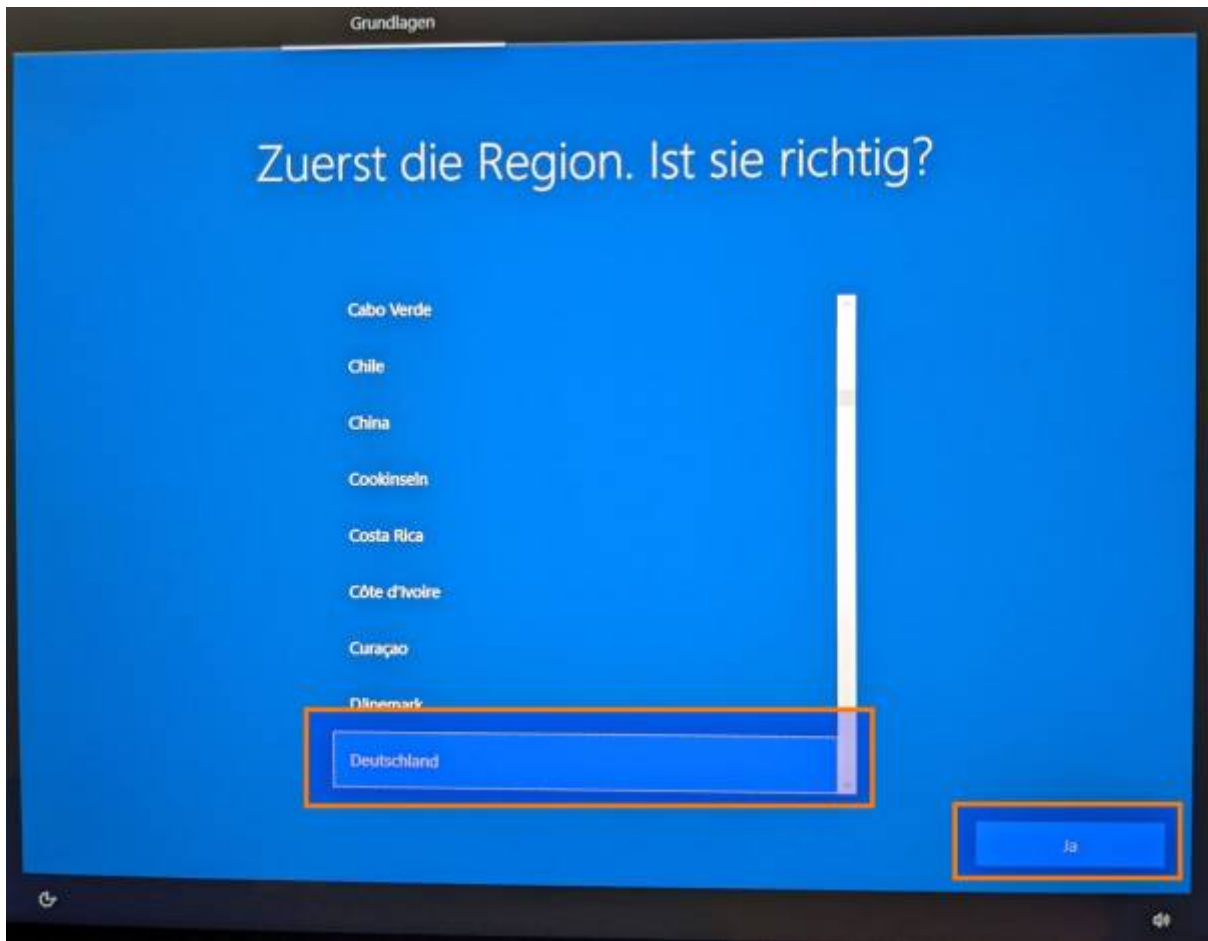 Grundlagen
Zuerst die Region. Ist sie richtig?
Cabo Verde
Chile
China
Cookinseln
Costa Rica
Côte d'Ivoire
Curaçao
Dänemark
Deutschland
Ja